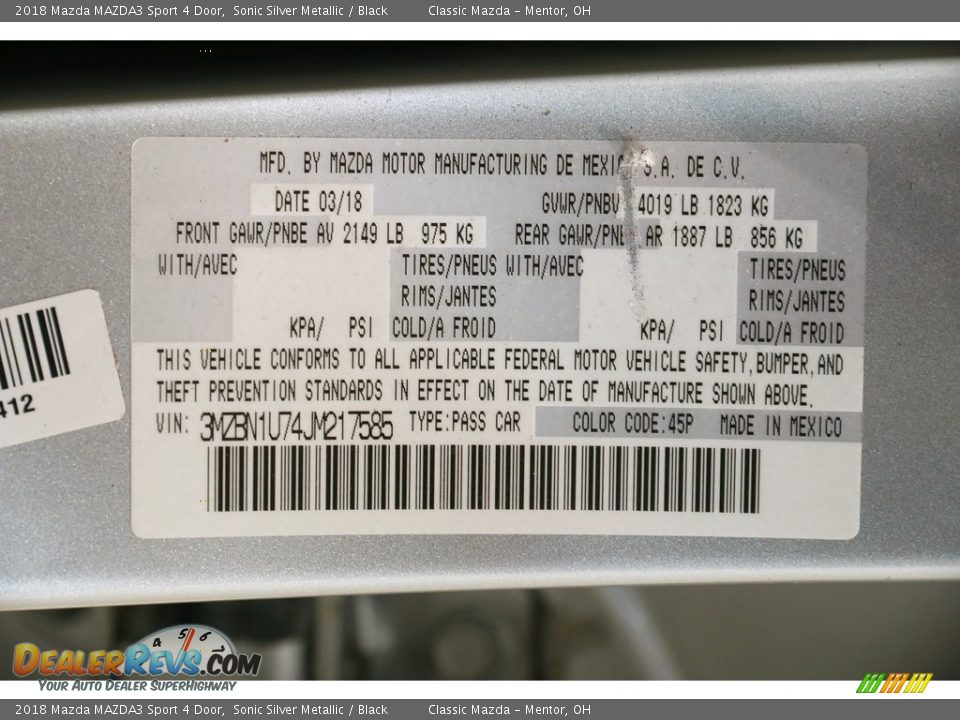 2018 Mazda MAZDA3 Sport 4 Door, Sonic Silver Metallic / Black Classic Mazda – Mentor, OH
MFD. BY MAZDA MOTOR MANUFACTURING DE MEXICO S.A. DE C.V.
DATE 03/18 GVWR/PNBV 4019 LB 1823 KG
FRONT GAWR/PNBE AV 2149 LB 975 KG REAR GAWR/PNBE AR 1887 LB 856 KG
WITH/AVEC TIRES/PNEUS WITH/AVEC TIRES/PNEUS
RIMS/JANTES RIMS/JANTES
KPA/ PSI COLD/A FROID KPA/ PSI COLD/A FROID
THIS VEHICLE CONFORMS TO ALL APPLICABLE FEDERAL MOTOR VEHICLE SAFETY, BUMPER, AND
THEFT PREVENTION STANDARDS IN EFFECT ON THE DATE OF MANUFACTURE SHOWN ABOVE.
VIN: 3MZBN1U74JM217585 TYPE:PASS CAR COLOR CODE:45P MADE IN MEXICO
412
4 5 6
DEALERREVS.COM
YOUR AUTO DEALER SUPERHIGHWAY
2018 Mazda MAZDA3 Sport 4 Door, Sonic Silver Metallic / Black Classic Mazda – Mentor, OH